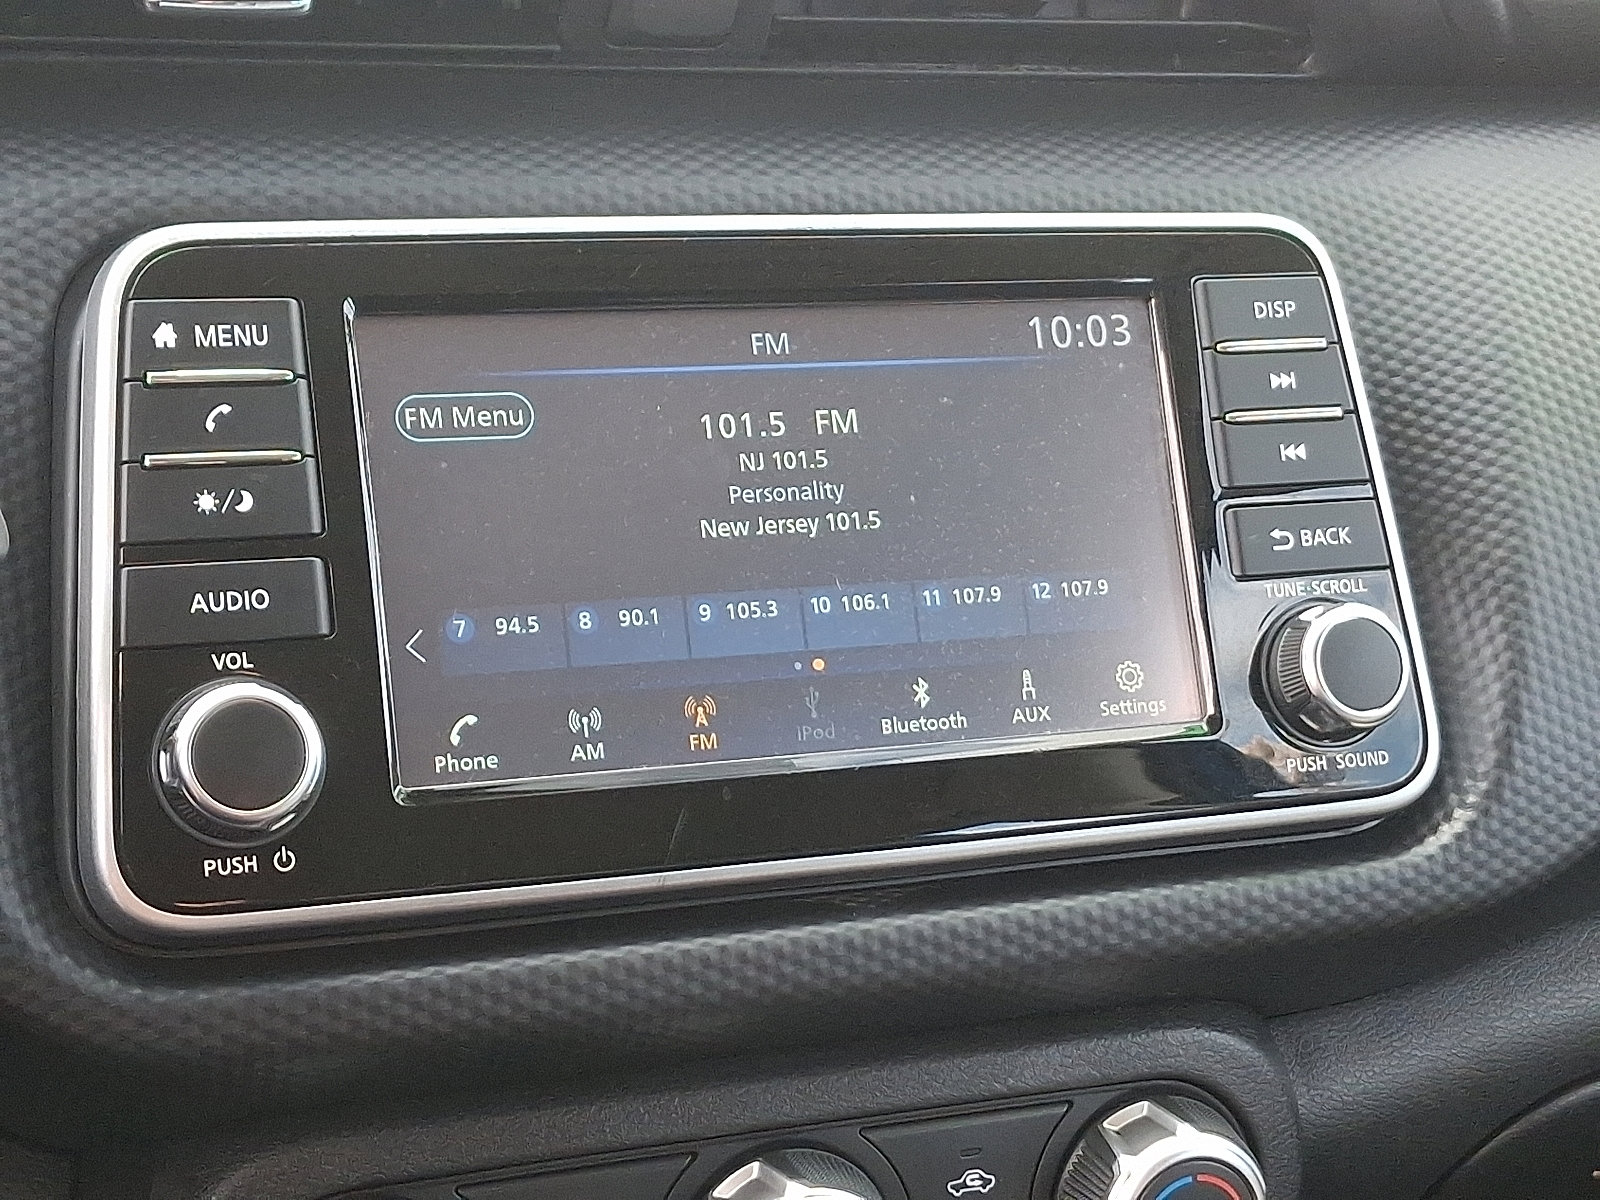 MENU
AUDIO
VOL
PUSH
FM
10:03
FM Menu
101.5 FM
NJ 101.5
Personality
New Jersey 101.5
7 94.5 8 90.1 9 105.3 10 106.1 11 107.9 12 107.9
Phone AM FM iPod Bluetooth AUX Settings
DISP
BACK
TUNE·SCROLL
PUSH SOUND